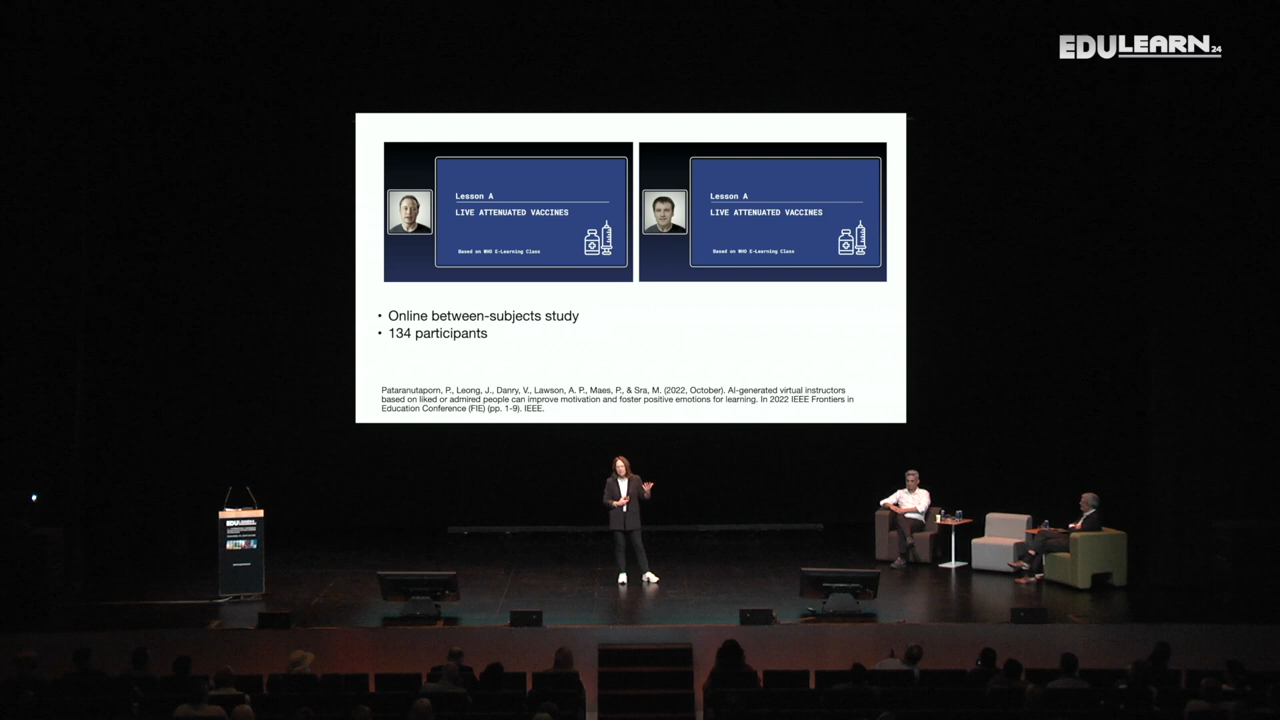 EDULEARN24
Lesson A
LIVE ATTENUATED VACCINES
Based on WHO E-Learning Class
Lesson A
LIVE ATTENUATED VACCINES
Based on WHO E-Learning Class
• Online between-subjects study
• 134 participants
Pataranutaporn, P., Leong, J., Danry, V., Lawson, A. P., Maes, P., & Sra, M. (2022, October). AI-generated virtual instructors
based on liked or admired people can improve motivation and foster positive emotions for learning. In 2022 IEEE Frontiers in
Education Conference (FIE) (pp. 1-9). IEEE.
EDULEARN24